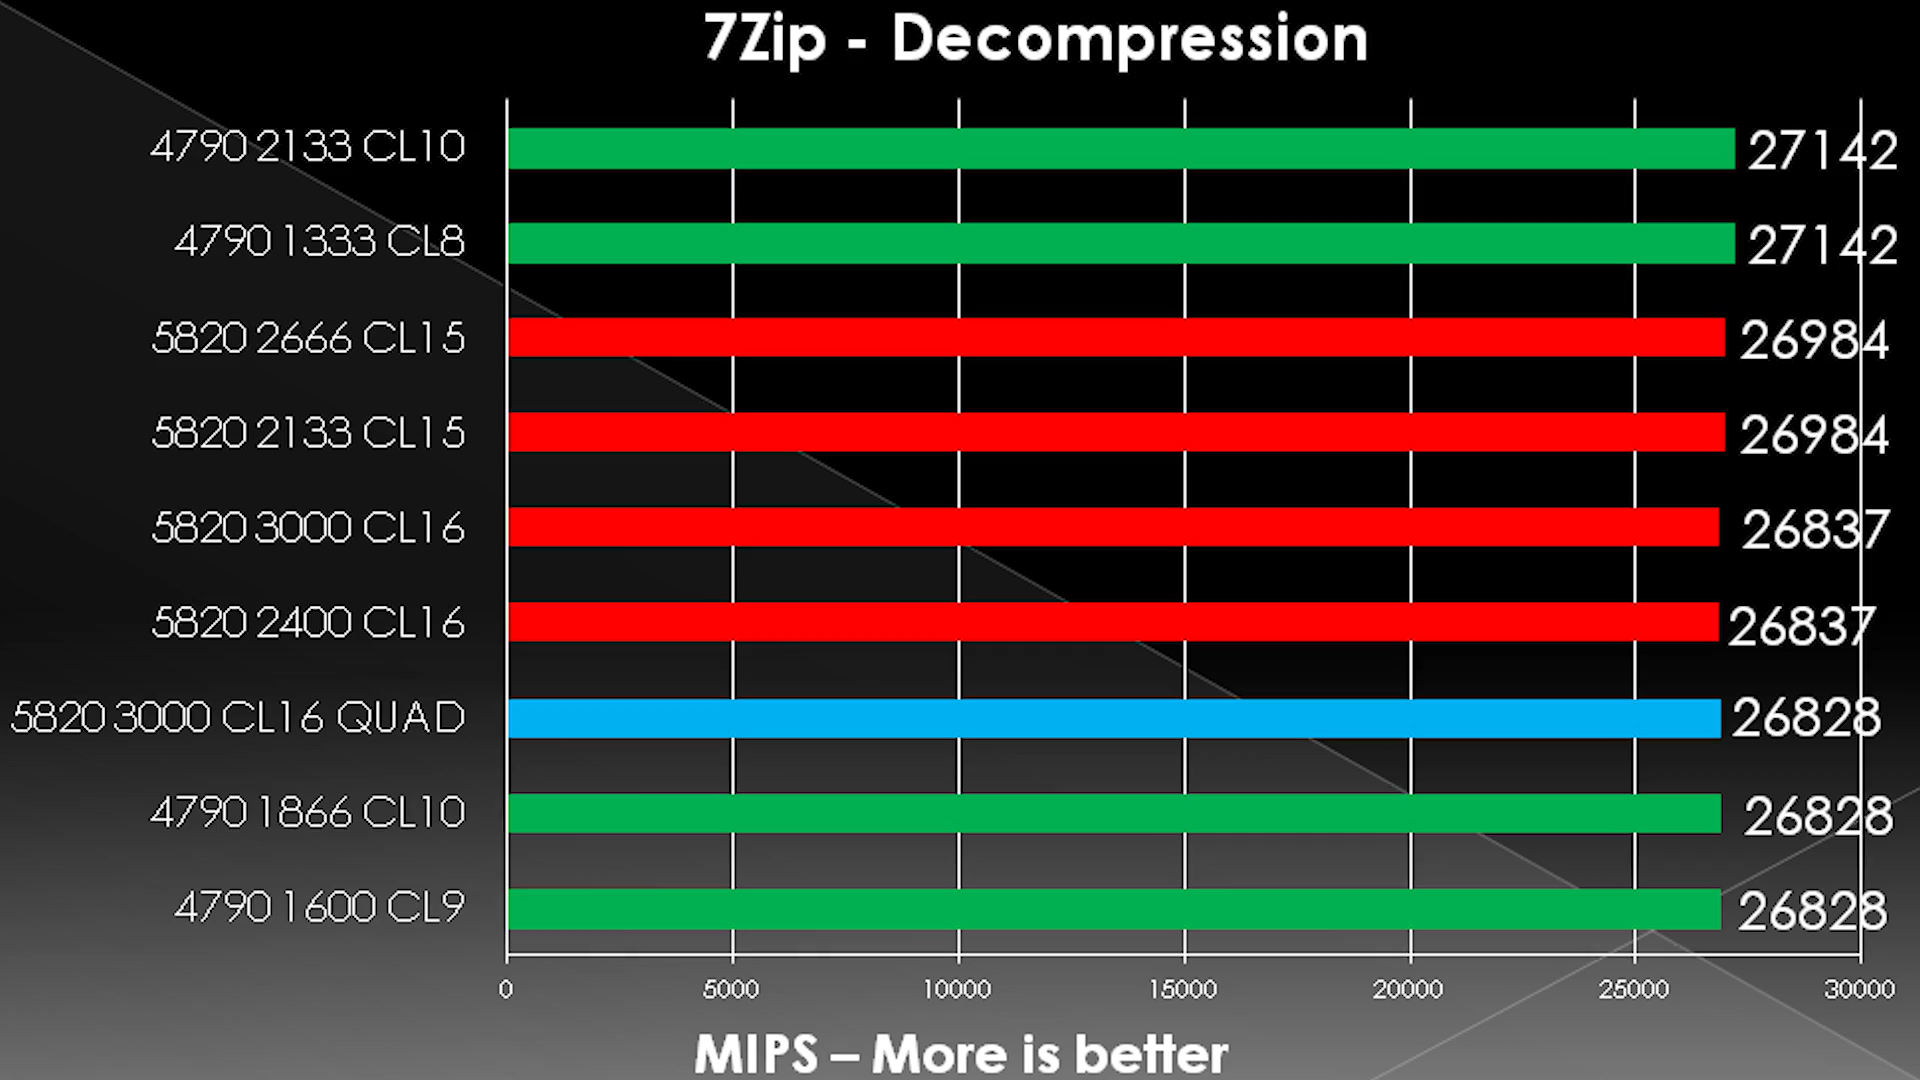 7Zip - Decompression
4790 2133 CL10 27142
4790 1333 CL8 27142
5820 2666 CL15 26984
5820 2133 CL15 26984
5820 3000 CL16 26837
5820 2400 CL16 26837
5820 3000 CL16 QUAD 26828
4790 1866 CL10 26828
4790 1600 CL9 26828
0 5000 10000 15000 20000 25000 30000
MIPS – More is better